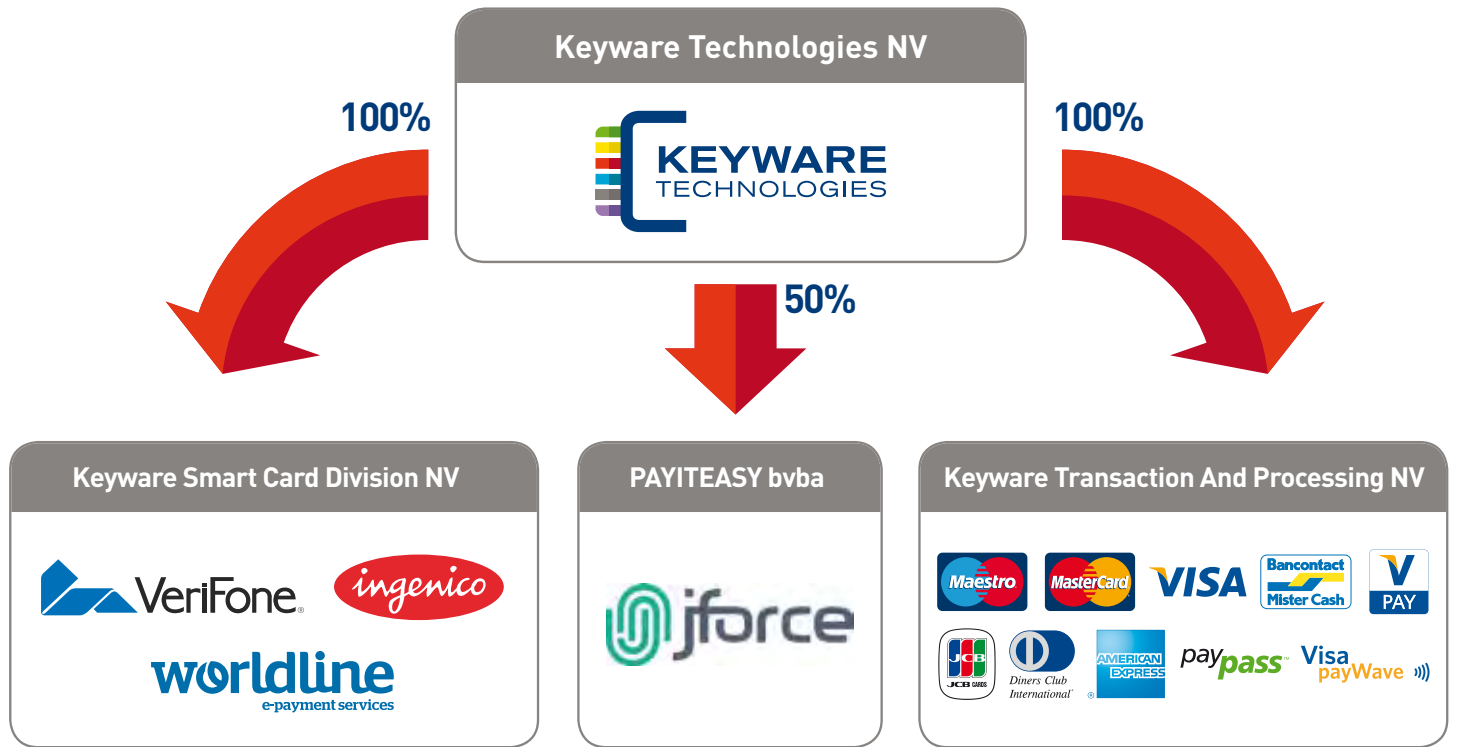 Keyware Technologies NV
KEYWARE
TECHNOLOGIES
100%
100%
50%
Keyware Smart Card Division NV
VeriFone®
ingenico
worldline
e-payment services
PAYITEASY bvba
jforce
Keyware Transaction And Processing NV
Maestro
MasterCard
VISA
Bancontact
Mister Cash
V
PAY
JCB
JCB CARDS
Diners Club
International®
AMERICAN
EXPRESS
®
paypass™
Visa
payWave